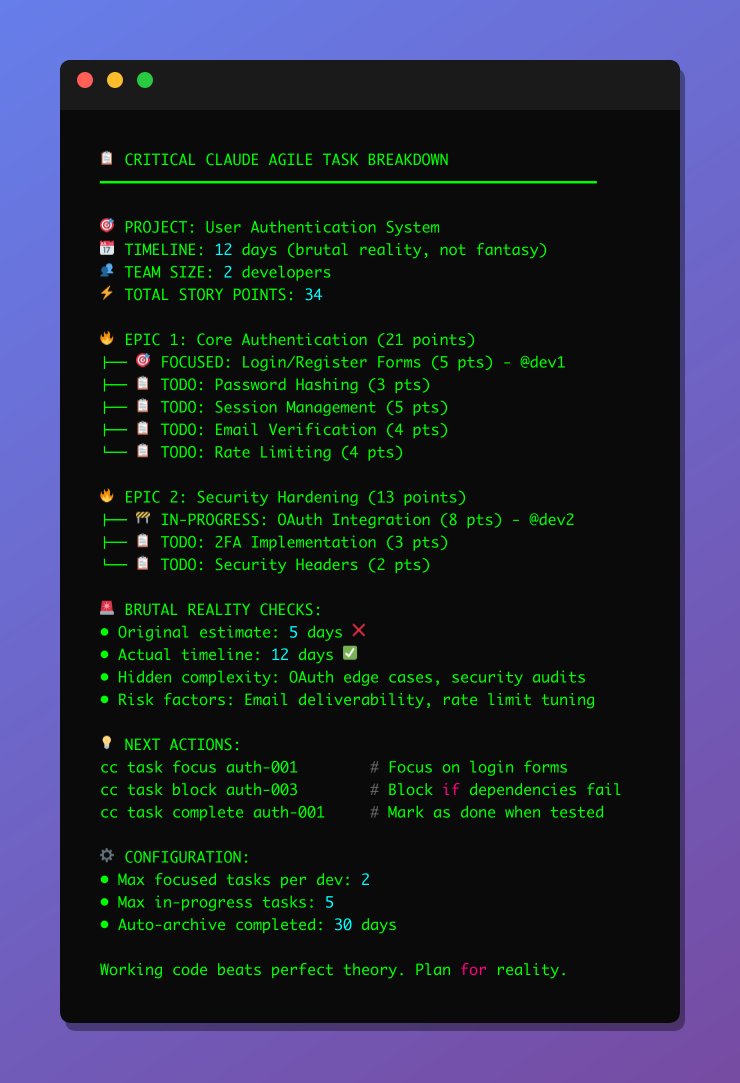 📋 CRITICAL CLAUDE AGILE TASK BREAKDOWN
🎯 PROJECT: User Authentication System
📅 TIMELINE: 12 days (brutal reality, not fantasy)
👥 TEAM SIZE: 2 developers
⚡ TOTAL STORY POINTS: 34
🔥 EPIC 1: Core Authentication (21 points)
├── 🎯 FOCUSED: Login/Register Forms (5 pts) - @dev1
├── 📋 TODO: Password Hashing (3 pts)
├── 📋 TODO: Session Management (5 pts)
├── 📋 TODO: Email Verification (4 pts)
└── 📋 TODO: Rate Limiting (4 pts)
🔥 EPIC 2: Security Hardening (13 points)
├── 🚧 IN-PROGRESS: OAuth Integration (8 pts) - @dev2
├── 📋 TODO: 2FA Implementation (3 pts)
└── 📋 TODO: Security Headers (2 pts)
🚨 BRUTAL REALITY CHECKS:
• Original estimate: 5 days ❌
• Actual timeline: 12 days ✅
• Hidden complexity: OAuth edge cases, security audits
• Risk factors: Email deliverability, rate limit tuning
💡 NEXT ACTIONS:
cc task focus auth-001        # Focus on login forms
cc task block auth-003        # Block if dependencies fail
cc task complete auth-001     # Mark as done when tested
⚙️ CONFIGURATION:
• Max focused tasks per dev: 2
• Max in-progress tasks: 5
• Auto-archive completed: 30 days
Working code beats perfect theory. Plan for reality.